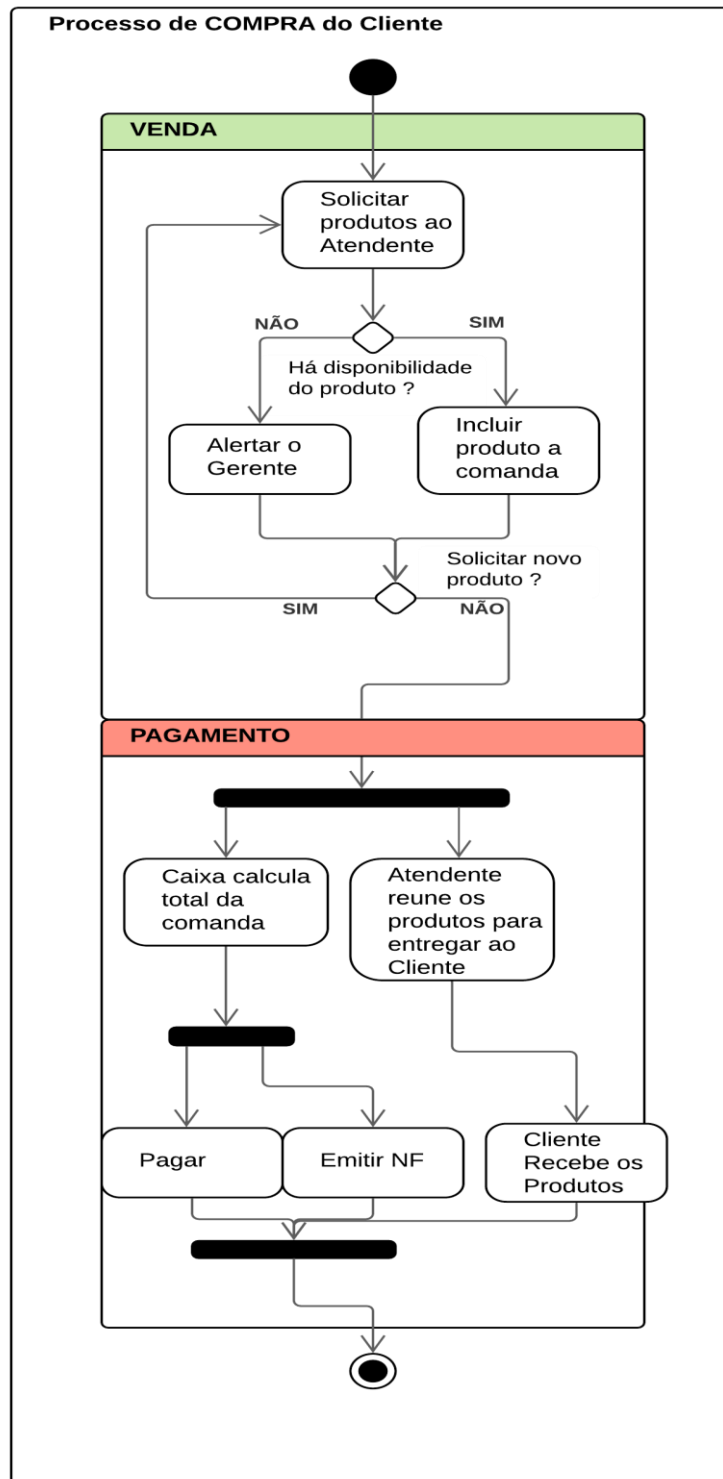 Processo de COMPRA do Cliente
VENDA
Solicitar
produtos ao
Atendente
NÃO
SIM
Há disponibilidade
do produto ?
Alertar o
Gerente
Incluir
produto a
comanda
Solicitar novo
produto ?
SIM
NÃO
PAGAMENTO
Caixa calcula
total da
comanda
Atendente
reune os
produtos para
entregar ao
Cliente
Pagar
Emitir NF
Cliente
Recebe os
Produtos